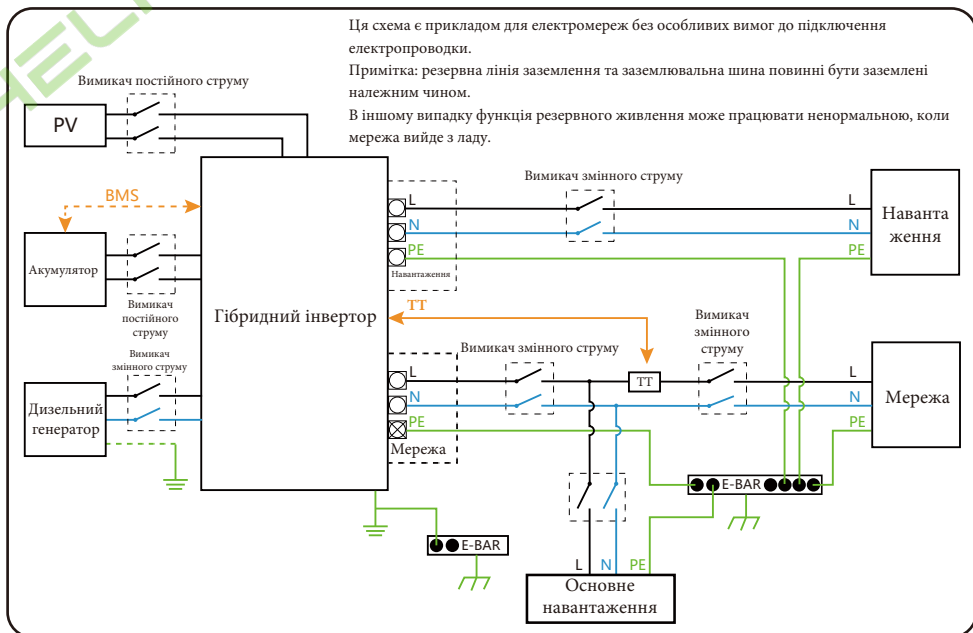 HELI
Ця схема є прикладом для електромереж без особливих вимог до підключення
електропроводки.
Примітка: резервна лінія заземлення та заземлювальна шина повинні бути заземлені
належним чином.
В іншому випадку функція резервного живлення може працювати ненормальною, коли
мережа вийде з ладу.
Вимикач постійного струму
PV
BMS
Акумулятор
Вимикач
постійного
струму
Вимикач
змінного струму
Дизельний
генератор
Гібридний інвертор
L
N
PE
Навантаження
Вимикач змінного струму
L
N
PE
Наванта
ження
TT
Вимикач змінного струму
TT
Вимикач
змінного
струму
L
N
PE
Мережа
L
N
PE
Мережа
E-BAR
E-BAR
L
N
PE
Основне
навантаження